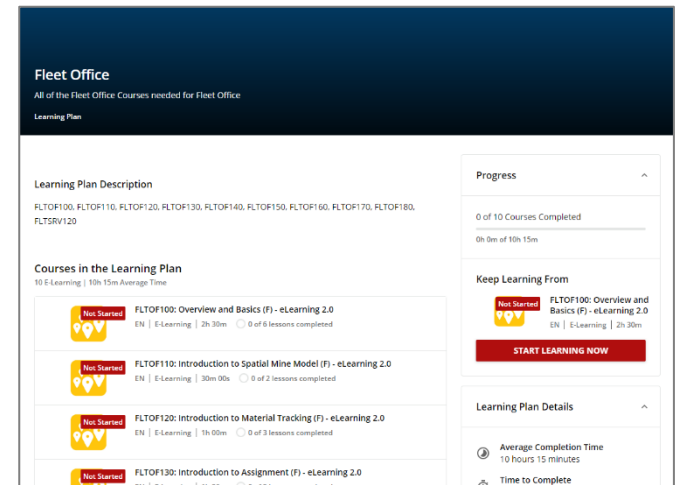 Fleet Office
All of the Fleet Office Courses needed for Fleet Office
Learning Plan
Learning Plan Description
FLTOF100, FLTOF110, FLTOF120, FLTOF130, FLTOF140, FLTOF150, FLTOF160, FLTOF170, FLTOF180,
FLTSRV120
Courses in the Learning Plan
10 E-Learning | 10h 15m Average Time
Not Started
FLTOF100: Overview and Basics (F) - eLearning 2.0
EN | E-Learning | 2h 30m 0 of 6 lessons completed
Not Started
FLTOF110: Introduction to Spatial Mine Model (F) - eLearning 2.0
EN | E-Learning | 30m 00s 0 of 2 lessons completed
Not Started
FLTOF120: Introduction to Material Tracking (F) - eLearning 2.0
EN | E-Learning | 1h 00m 0 of 3 lessons completed
Not Started
FLTOF130: Introduction to Assignment (F) - eLearning 2.0
Progress
0 of 10 Courses Completed
0h 0m of 10h 15m
Keep Learning From
Not Started
FLTOF100: Overview and
Basics (F) - eLearning 2.0
EN | E-Learning | 2h 30m
START LEARNING NOW
Learning Plan Details
Average Completion Time
10 hours 15 minutes
Time to Complete